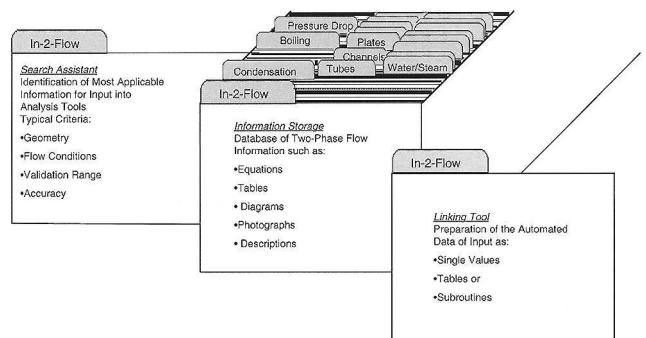 In-2-Flow
Search Assistant
Identification of Most Applicable
Information for Input into
Analysis Tools
Typical Criteria:
•Geometry
•Flow Conditions
•Validation Range
•Accuracy
Pressure Drop
Boiling
Plates
Channels
Condensation
Tubes
Water/Steam
In-2-Flow
Information Storage
Database of Two-Phase Flow
Information such as:
•Equations
•Tables
• Diagrams
•Photographs
• Descriptions
In-2-Flow
Linking Tool
Preparation of the Automated
Data of Input as:
•Single Values
•Tables or
•Subroutines